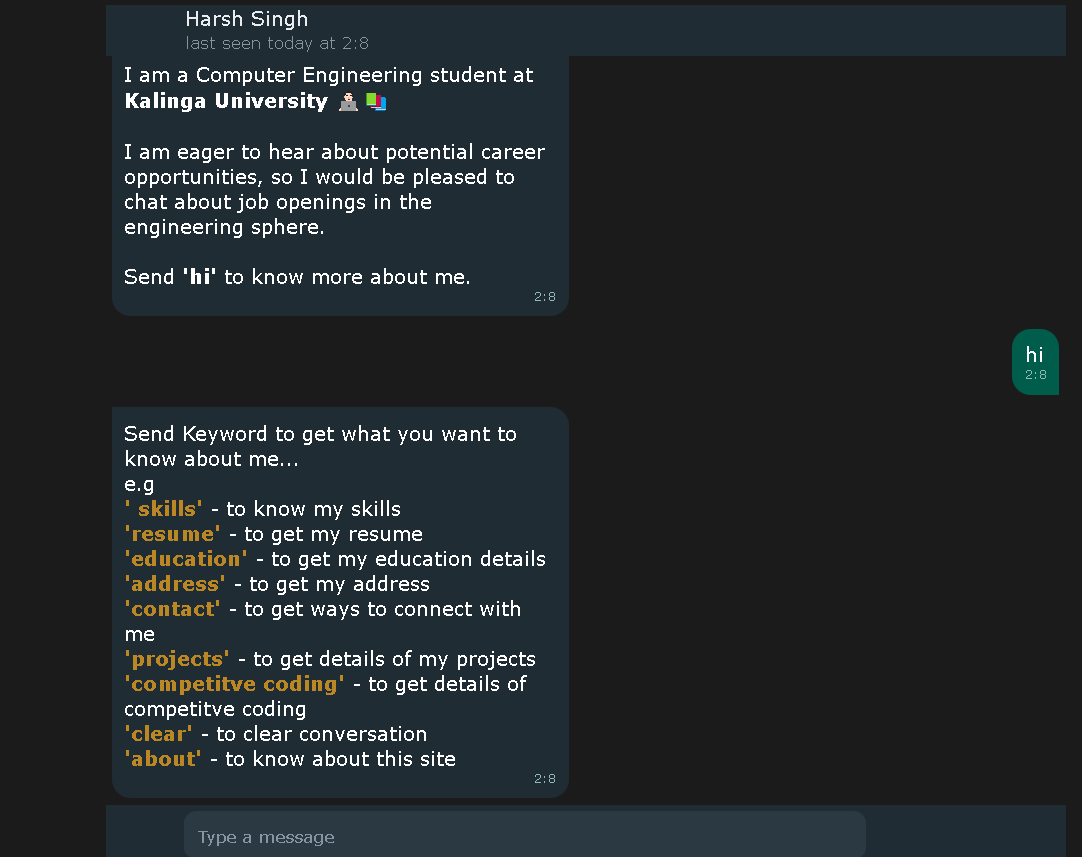 Harsh Singh
last seen today at 2:8
I am a Computer Engineering student at
Kalinga University
I am eager to hear about potential career
opportunities, so I would be pleased to
chat about job openings in the
engineering sphere.
Send 'hi' to know more about me.
2:8
hi
2:8
Send Keyword to get what you want to
know about me...
e.g
' skills' - to know my skills
'resume' - to get my resume
'education' - to get my education details
'address' - to get my address
'contact' - to get ways to connect with
me
'projects' - to get details of my projects
'competitve coding' - to get details of
competitve coding
'clear' - to clear conversation
'about' - to know about this site
2:8
Type a message